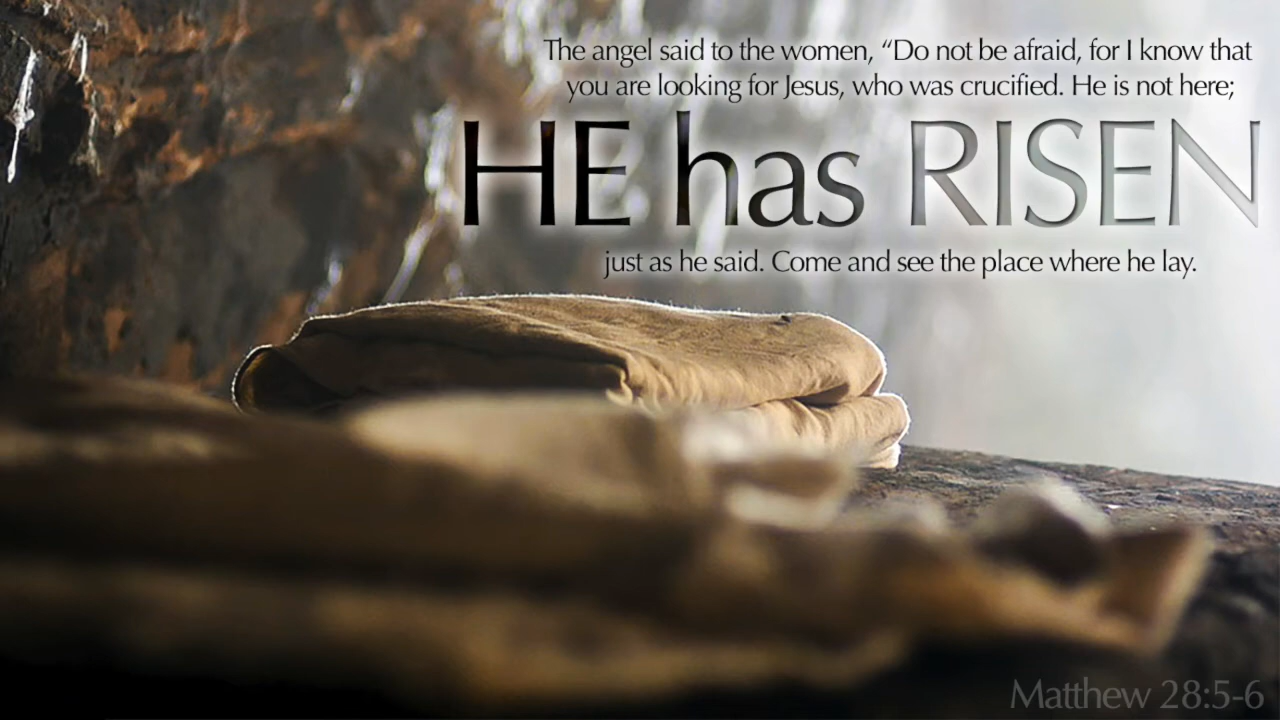 The angel said to the women, “Do not be afraid, for I know that
you are looking for Jesus, who was crucified. He is not here;
HE has RISEN
just as he said. Come and see the place where he lay.
Matthew 28:5-6